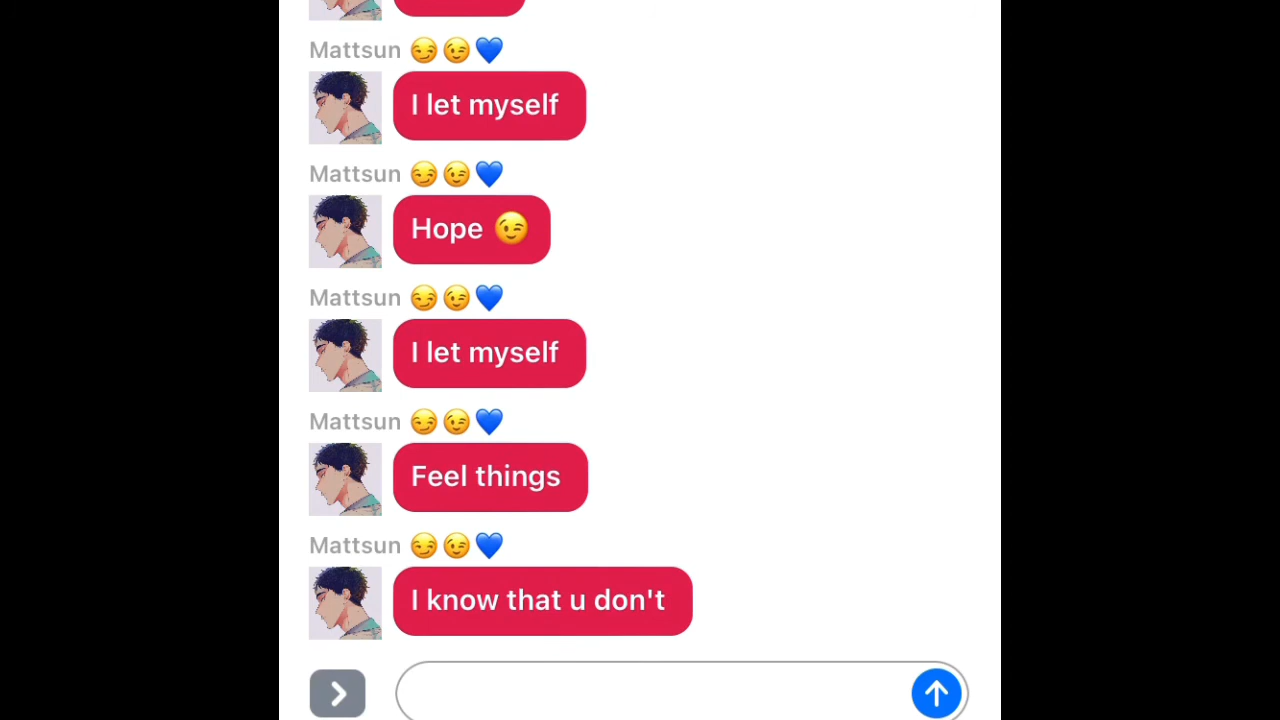 Mattsun 😏😉💙
I let myself
Mattsun 😏😉💙
Hope 😉
Mattsun 😏😉💙
I let myself
Mattsun 😏😉💙
Feel things
Mattsun 😏😉💙
I know that u don't